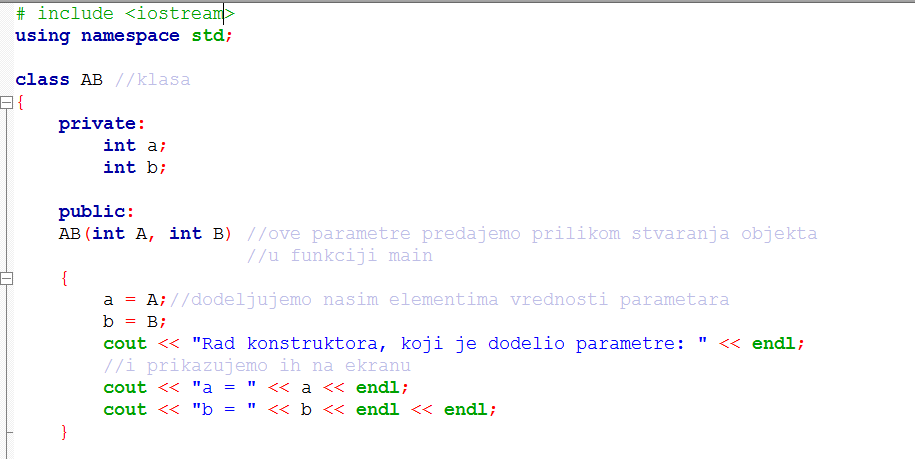 # include <iostream>
using namespace std;
class AB //klasa
{
private:
int a;
int b;
public:
AB(int A, int B) //ove parametre predajemo prilikom stvaranja objekta
//u funkciji main
{
a = A;//dodeljujemo nasim elementima vrednosti parametara
b = B;
cout << "Rad konstruktora, koji je dodelio parametre: " << endl;
//i prikazujemo ih na ekranu
cout << "a = " << a << endl;
cout << "b = " << b << endl << endl;
}